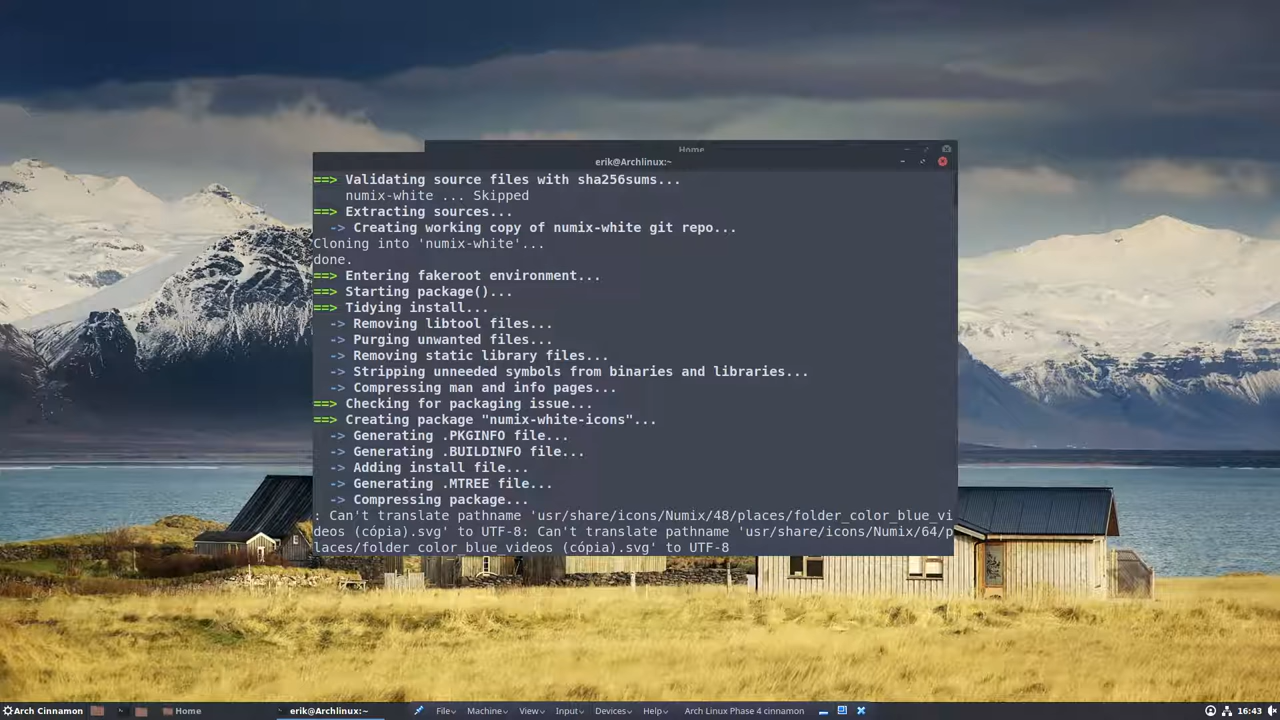 Home
erik@Archlinux:~
==> Validating source files with sha256sums...
numix-white ... Skipped
==> Extracting sources...
-> Creating working copy of numix-white git repo...
Cloning into 'numix-white'...
done.
==> Entering fakeroot environment...
==> Starting package()...
==> Tidying install...
-> Removing libtool files...
-> Purging unwanted files...
-> Removing static library files...
-> Stripping unneeded symbols from binaries and libraries...
-> Compressing man and info pages...
==> Checking for packaging issue...
==> Creating package "numix-white-icons"...
-> Generating .PKGINFO file...
-> Generating .BUILDINFO file...
-> Adding install file...
-> Generating .MTREE file...
-> Compressing package...
: Can't translate pathname 'usr/share/icons/Numix/48/places/folder_color_blue_vi
deos (cópia).svg' to UTF-8: Can't translate pathname 'usr/share/icons/Numix/64/p
laces/folder_color_blue_videos (cópia).svg' to UTF-8
Arch Cinnamon Home erik@Archlinux:~ File Machine View Input Devices Help Arch Linux Phase 4 cinnamon 16:43